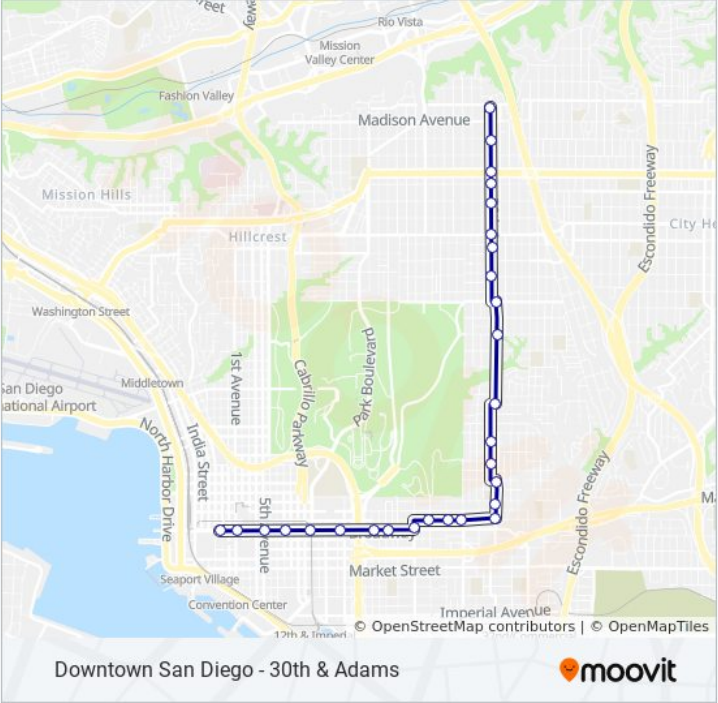 Rio Vista
Mission
Valley Center
Fashion Valley
Madison Avenue
Mission Hills
Hillcrest
Escondido Freeway
Washington Street
Middletown
1st Avenue
Cabrillo Parkway
Park Boulevard
San Diego
North Harbor Drive
India Street
5th Avenue
Broadway
Escondido Freeway
Seaport Village
Market Street
Convention Center
Imperial Avenue
© OpenStreetMap contributors | © OpenMapTiles
Downtown San Diego - 30th & Adams
moovit